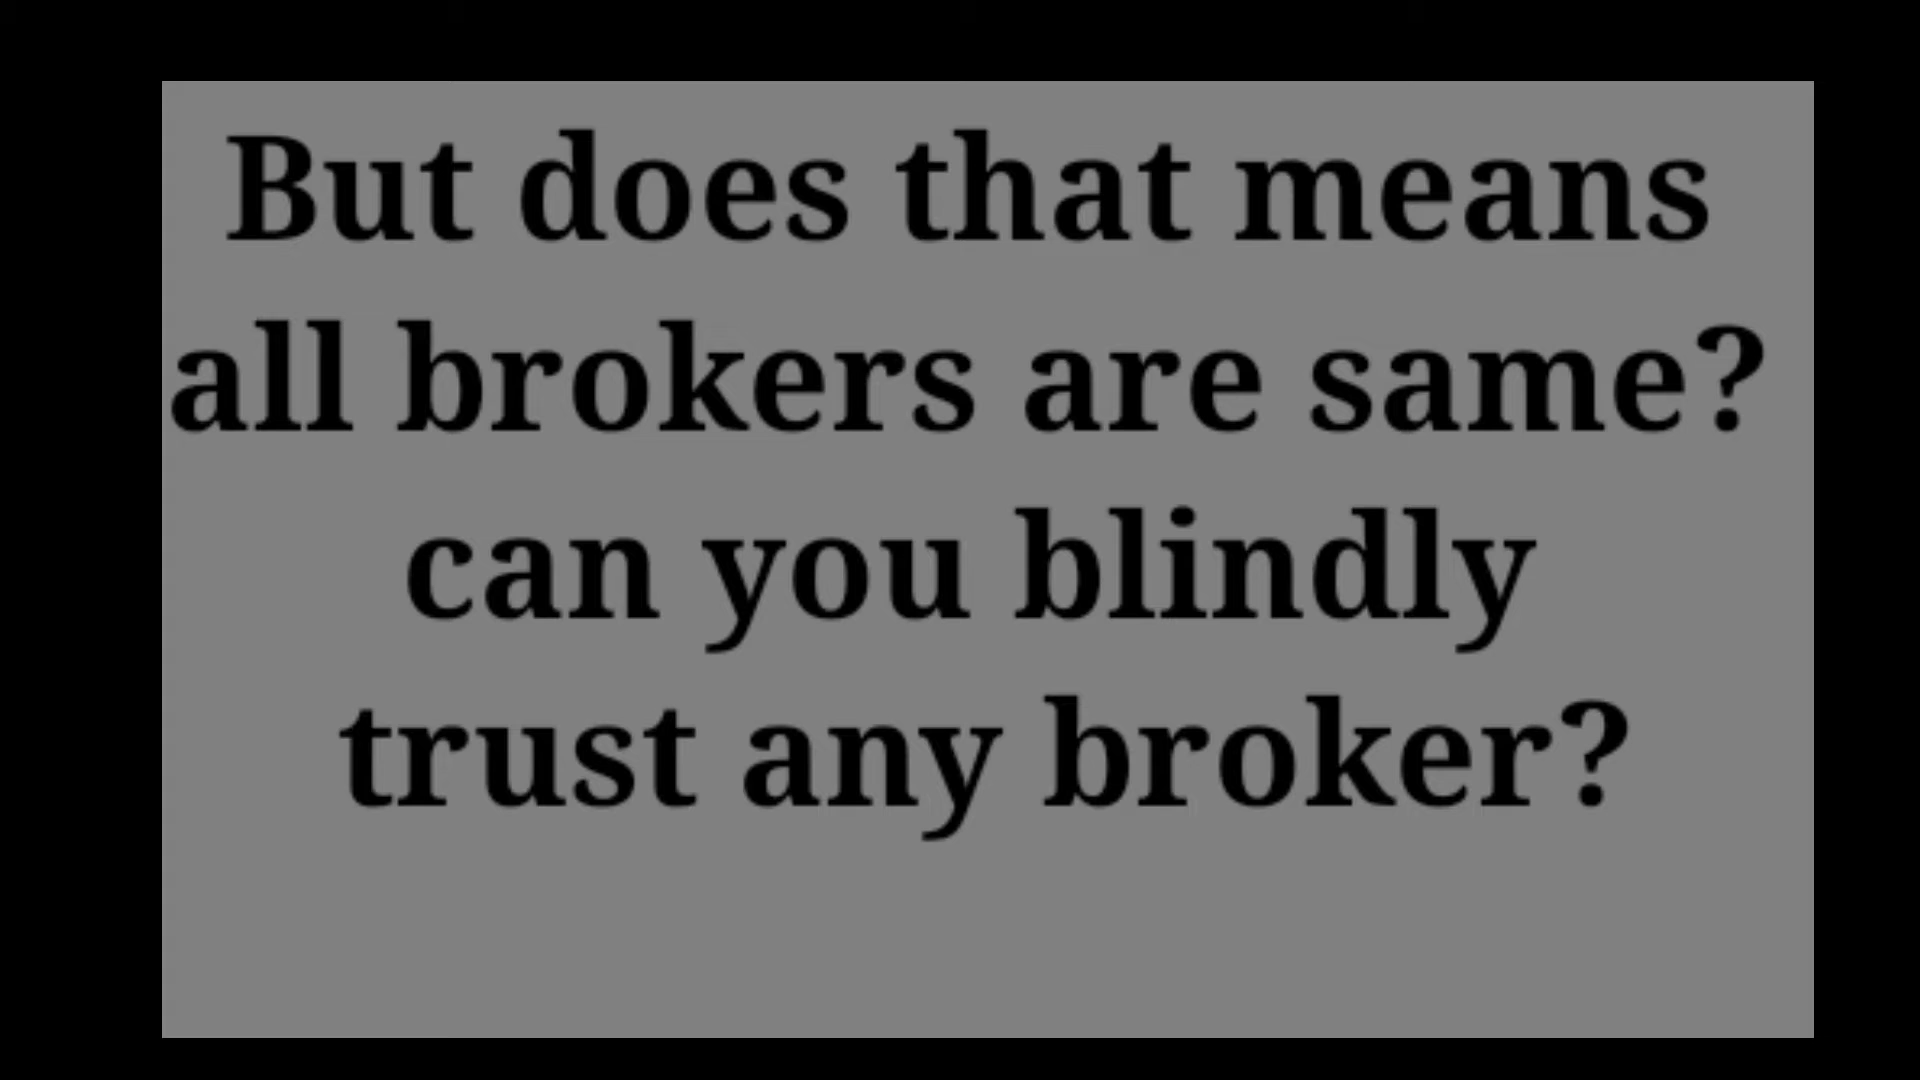 But does that means
all brokers are same?
can you blindly
trust any broker?